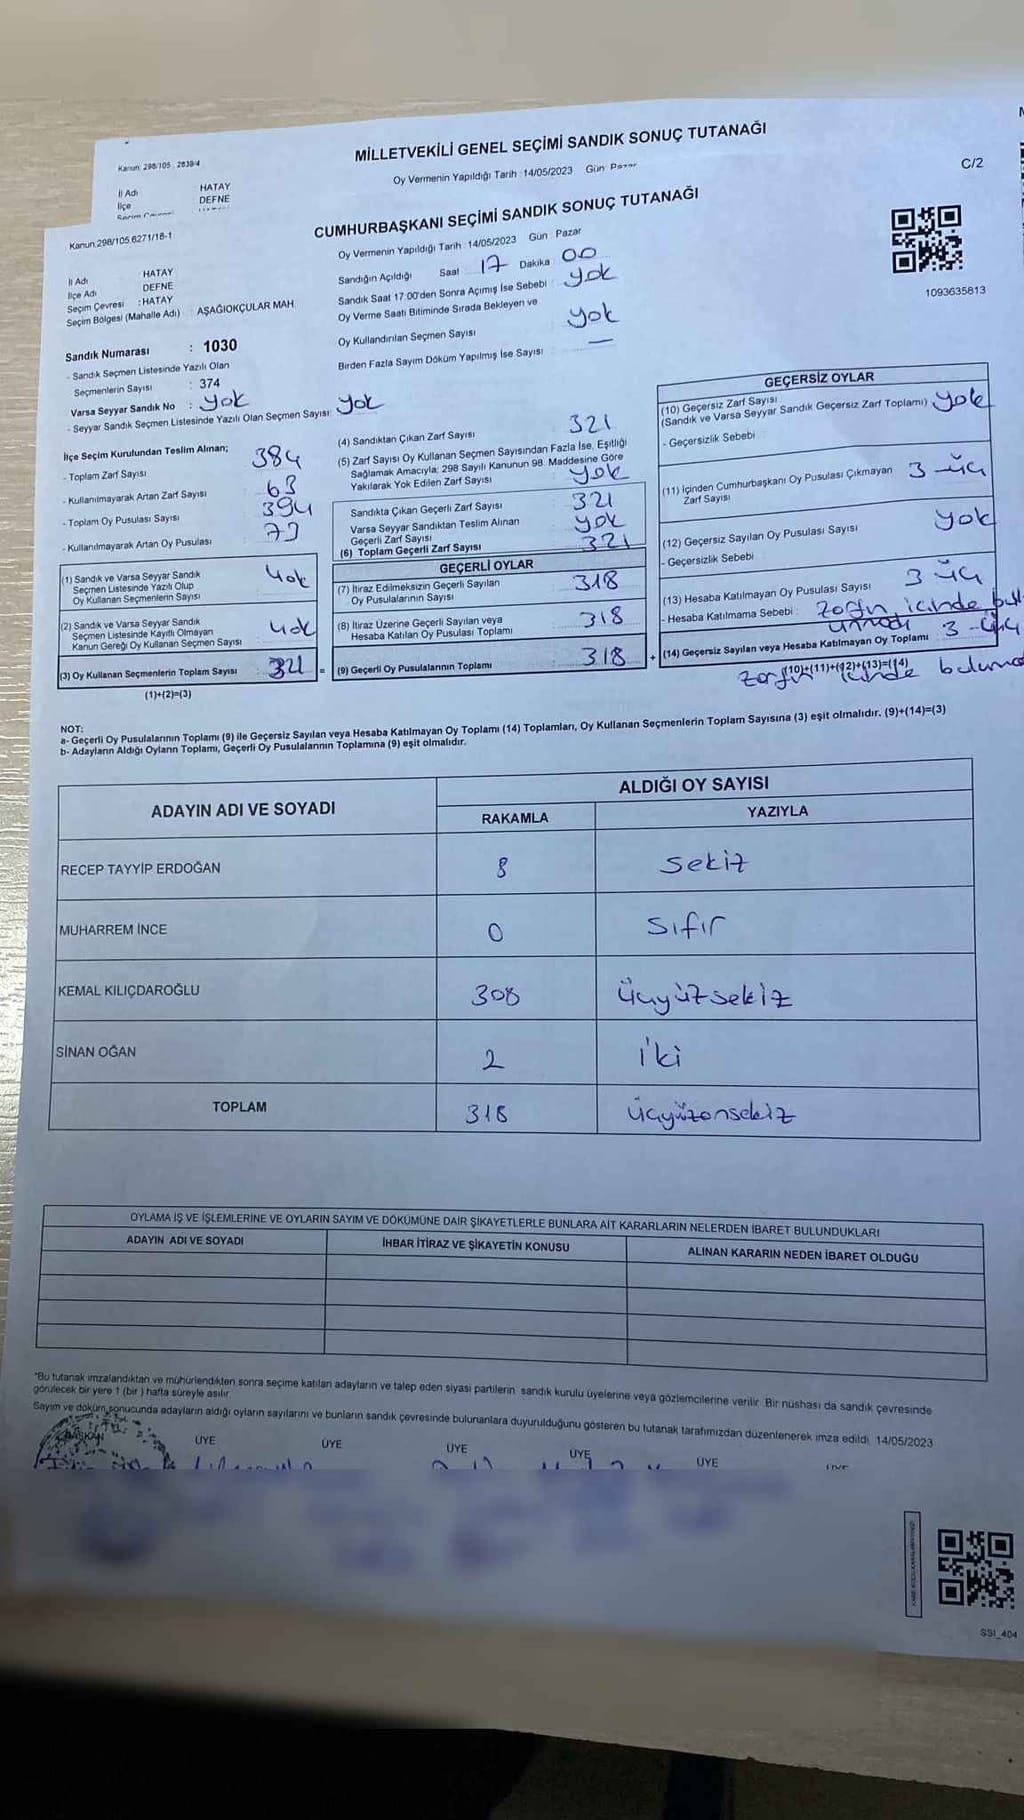 MİLLETVEKİLİ GENEL SEÇİMİ SANDIK SONUÇ TUTANAĞI
Kanun: 298/105 . 2839/4
Oy Vermenin Yapıldığı Tarih : 14/05/2023 Gün Pazar
C/2
İl Adı HATAY
İlçe DEFNE
CUMHURBAŞKANI SEÇİMİ SANDIK SONUÇ TUTANAĞI
Kanun:298/105.6271/18-1
Oy Vermenin Yapıldığı Tarih : 14/05/2023 Gün : Pazar
İl Adı HATAY
İlçe Adı DEFNE
Seçim Çevresi : HATAY
Seçim Bölgesi (Mahalle Adı) : AŞAĞIOKÇULAR MAH.
Sandığın Açıldığı Saat 17 Dakika 00
Sandık Saat 17:00'den Sonra Açımış İse Sebebi : yok
Oy Verme Saati Bitiminde Sırada Bekleyen ve
Oy Kullandırılan Seçmen Sayısı yok
Birden Fazla Sayım Döküm Yapılmış İse Sayısı —
1093635813
Sandık Numarası : 1030
- Sandık Seçmen Listesinde Yazılı Olan
Seçmenlerin Sayısı : 374
Varsa Seyyar Sandık No : yok
- Seyyar Sandık Seçmen Listesinde Yazılı Olan Seçmen Sayısı: yok
İlçe Seçim Kurulundan Teslim Alınan;
- Toplam Zarf Sayısı 384
- Kullanılmayarak Artan Zarf Sayısı 63
- Toplam Oy Pusulası Sayısı 394
- Kullanılmayarak Artan Oy Pusulası 73
(1) Sandık ve Varsa Seyyar Sandık
Seçmen Listesinde Yazılı Olup
Oy Kullanan Seçmenlerin Sayısı yok
(2) Sandık ve Varsa Seyyar Sandık
Seçmen Listesinde Kayıtlı Olmayan
Kanun Gereği Oy Kullanan Seçmen Sayısı yok
(3) Oy Kullanan Seçmenlerin Toplam Sayısı 321 =
(1)+(2)=(3)
(4) Sandıktan Çıkan Zarf Sayısı 321
(5) Zarf Sayısı Oy Kullanan Seçmen Sayısından Fazla İse, Eşitliği
Sağlamak Amacıyla; 298 Sayılı Kanunun 98. Maddesine Göre
Yakılarak Yok Edilen Zarf Sayısı : yok
Sandıkta Çıkan Geçerli Zarf Sayısı 321
Varsa Seyyar Sandıktan Teslim Alınan
Geçerli Zarf Sayısı yok
(6) Toplam Geçerli Zarf Sayısı 321
GEÇERLİ OYLAR
(7) İtiraz Edilmeksizin Geçerli Sayılan
Oy Pusulalarının Sayısı 318
(8) İtiraz Üzerine Geçerli Sayılan veya
Hesaba Katılan Oy Pusulası Toplamı 318
(9) Geçerli Oy Pusulalarının Toplamı 318 +
GEÇERSİZ OYLAR
(10) Geçersiz Zarf Sayısı
(Sandık ve Varsa Seyyar Sandık Geçersiz Zarf Toplamı) yok
- Geçersizlik Sebebi
(11) İçinden Cumhurbaşkanı Oy Pusulası Çıkmayan
Zarf Sayısı 3 - üç
(12) Geçersiz Sayılan Oy Pusulası Sayısı yok
- Geçersizlik Sebebi
(13) Hesaba Katılmayan Oy Pusulası Sayısı 3 üç
- Hesaba Katılmama Sebebi : Zarfın içinde
(14) Geçersiz Sayılan veya Hesaba Katılmayan Oy Toplamı 3 - üç
(10)+(11)+(12)+(13)=(14)
Zarfın içinde
NOT:
a- Geçerli Oy Pusulalarının Toplamı (9) ile Geçersiz Sayılan veya Hesaba Katılmayan Oy Toplamı (14) Toplamları, Oy Kullanan Seçmenlerin Toplam Sayısına (3) eşit olmalıdır. (9)+(14)=(3)
b- Adayların Aldığı Oyların Toplamı, Geçerli Oy Pusulalarının Toplamına (9) eşit olmalıdır.
ADAYIN ADI VE SOYADI
ALDIĞI OY SAYISI
RAKAMLA YAZIYLA
RECEP TAYYİP ERDOĞAN 8 sekiz
MUHARREM İNCE 0 sıfır
KEMAL KILIÇDAROĞLU 308 üçyüzsekiz
SİNAN OĞAN 2 iki
TOPLAM 318 üçyüzonsekiz
OYLAMA İŞ VE İŞLEMLERİNE VE OYLARIN SAYIM VE DÖKÜMÜNE DAİR ŞİKAYETLERLE BUNLARA AİT KARARLARIN NELERDEN İBARET BULUNDUKLARI
ADAYIN ADI VE SOYADI İHBAR İTİRAZ VE ŞİKAYETİN KONUSU ALINAN KARARIN NEDEN İBARET OLDUĞU
*Bu tutanak imzalandıktan ve mühürlendikten sonra seçime katılan adayların ve talep eden siyasi partilerin sandık kurulu üyelerine veya gözlemcilerine verilir. Bir nüshası da sandık çevresinde
görülecek bir yere 1 (bir ) hafta süreyle asılır.
Sayım ve döküm sonucunda adayların aldığı oyların sayılarını ve bunların sandık çevresinde bulunanlara duyurulduğunu gösteren bu tutanak tarafımızdan düzenlenerek imza edildi. 14/05/2023
BAŞKAN ÜYE ÜYE ÜYE ÜYE ÜYE ÜYE
SSI_404